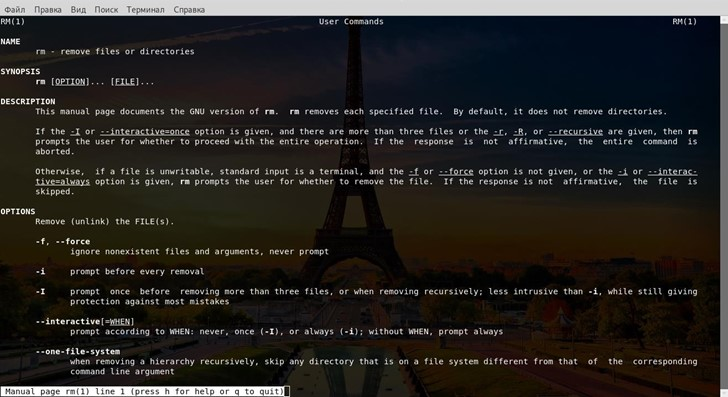 Файл Правка Вид Поиск Терминал Справка
RM(1) User Commands RM(1)
NAME
rm - remove files or directories
SYNOPSIS
rm [OPTION]... [FILE]...
DESCRIPTION
This manual page documents the GNU version of rm. rm removes each specified file. By default, it does not remove directories.
If the -I or --interactive=once option is given, and there are more than three files or the -r, -R, or --recursive are given, then rm
prompts the user for whether to proceed with the entire operation. If the response is not affirmative, the entire command is
aborted.
Otherwise, if a file is unwritable, standard input is a terminal, and the -f or --force option is not given, or the -i or --interac-
tive=always option is given, rm prompts the user for whether to remove the file. If the response is not affirmative, the file is
skipped.
OPTIONS
Remove (unlink) the FILE(s).
-f, --force
ignore nonexistent files and arguments, never prompt
-i prompt before every removal
-I prompt once before removing more than three files, or when removing recursively; less intrusive than -i, while still giving
protection against most mistakes
--interactive[=WHEN]
prompt according to WHEN: never, once (-I), or always (-i); without WHEN, prompt always
--one-file-system
when removing a hierarchy recursively, skip any directory that is on a file system different from that of the corresponding
command line argument
Manual page rm(1) line 1 (press h for help or q to quit)